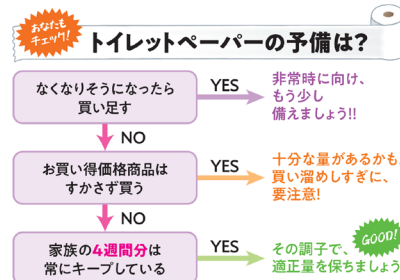 あなたも
チェック!
トイレットペーパーの予備は?
なくなりそうになったら
買い足す
YES
非常時に向け、
もう少し
備えましょう!!
NO
お買い得価格商品は
すかさず買う
YES
十分な量があるかも。
買い溜めしすぎに、
要注意!
NO
家族の4週間分は
常にキープしている
YES
GOOD!
その調子で、
適正量を保ちましょう